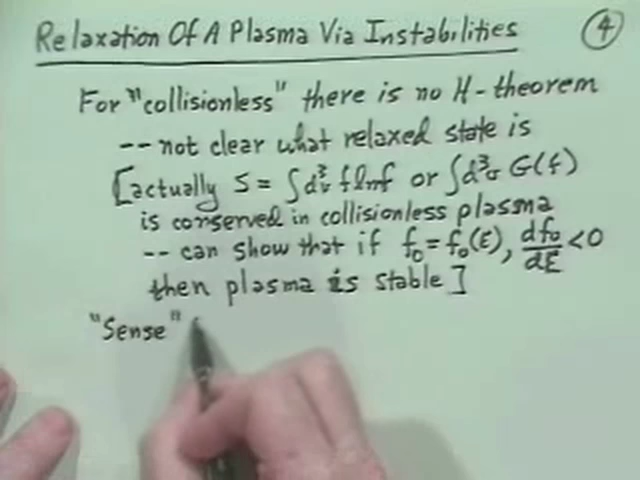 Relaxation Of A Plasma Via Instabilities ④
For "collisionless" there is no H-theorem
-- not clear what relaxed state is
[actually S = ∫d³v f lnf or ∫d³v G(f)
is conserved in collisionless plasma
-- can show that if f₀ = f₀(E), df₀/dE < 0
then plasma is stable]
"Sense"